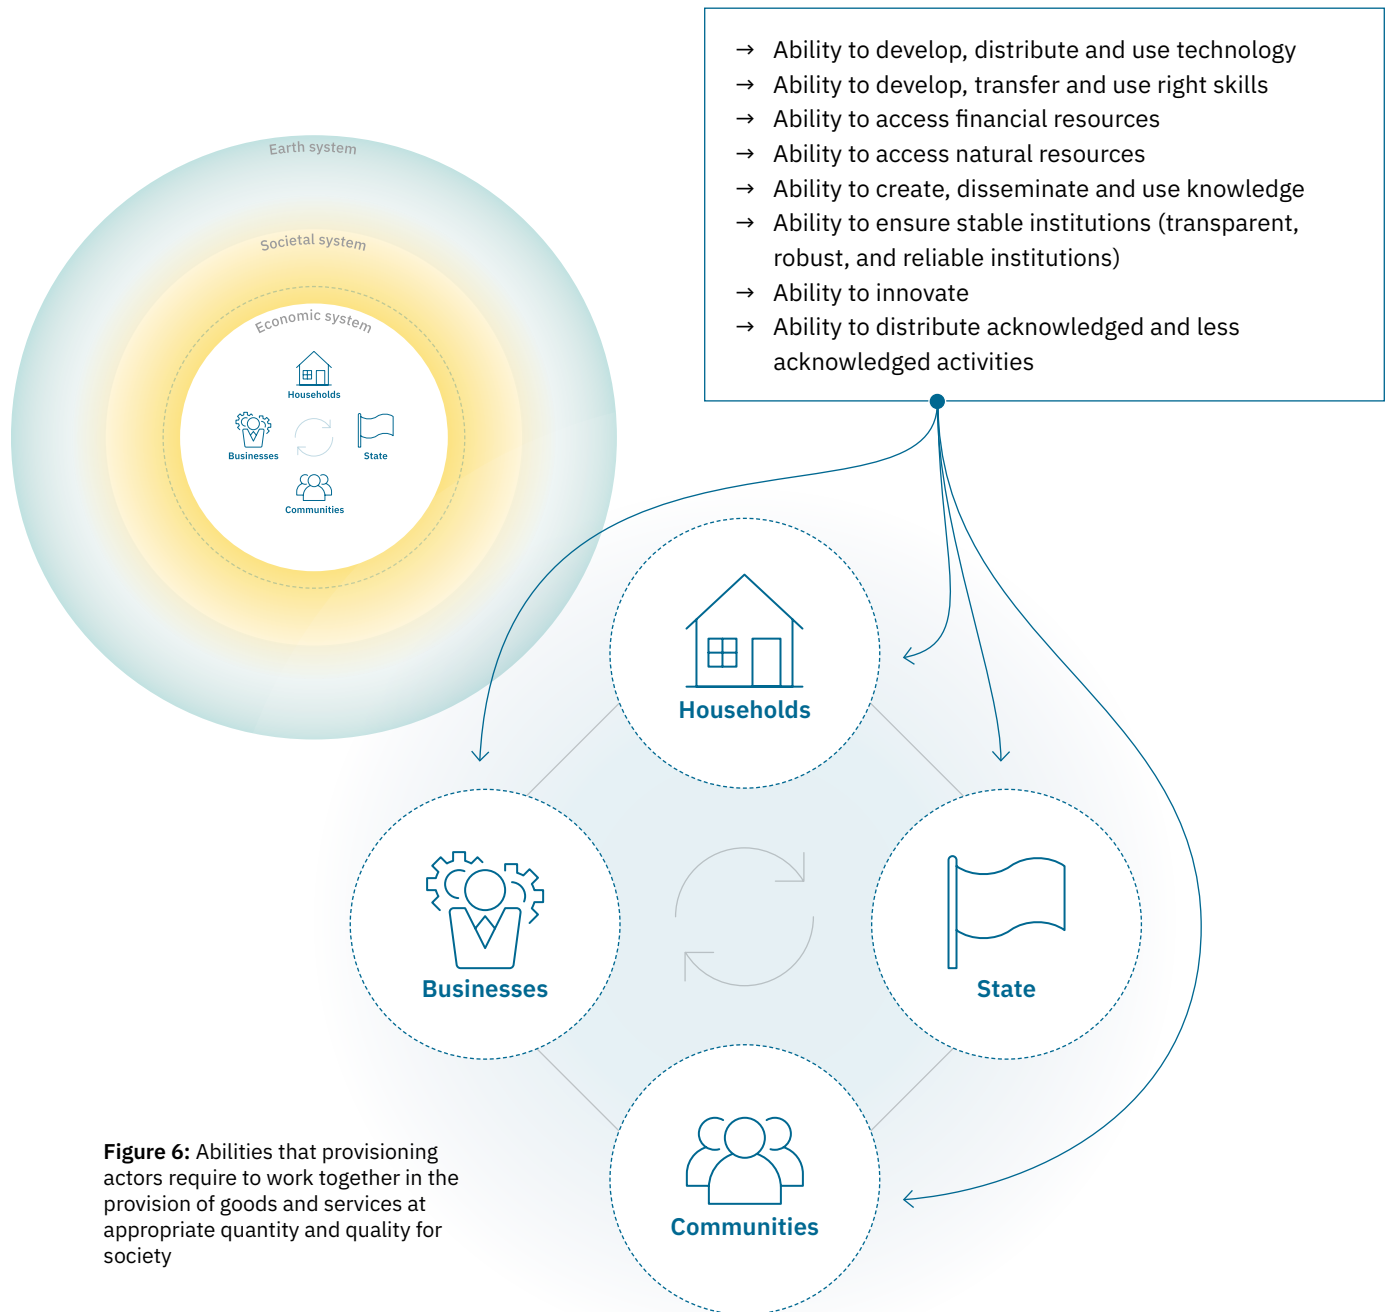 → Ability to develop, distribute and use technology
→ Ability to develop, transfer and use right skills
→ Ability to access financial resources
→ Ability to access natural resources
→ Ability to create, disseminate and use knowledge
→ Ability to ensure stable institutions (transparent,
robust, and reliable institutions)
→ Ability to innovate
→ Ability to distribute acknowledged and less
acknowledged activities
Earth system
Societal system
Economic system
Households
Businesses
State
Communities
Households
Businesses
State
Communities
Figure 6: Abilities that provisioning
actors require to work together in the
provision of goods and services at
appropriate quantity and quality for
society